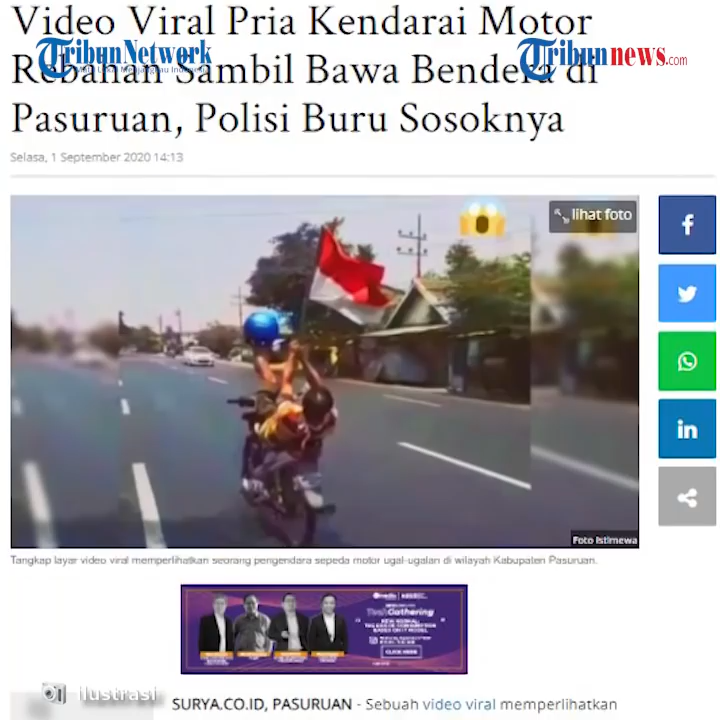 Video Viral Pria Kendarai Motor
Rebahan Sambil Bawa Bendera di
Pasuruan, Polisi Buru Sosoknya
Tribun Network
Tribunnews.com
Selasa, 1 September 2020 14:13
lihat foto
Foto Istimewa
Tangkap layar video viral memperlihatkan seorang pengendara sepeda motor ugal-ugalan di wilayah Kabupaten Pasuruan.
CLICK HERE
Ilustrasi
SURYA.CO.ID, PASURUAN - Sebuah video viral memperlihatkan